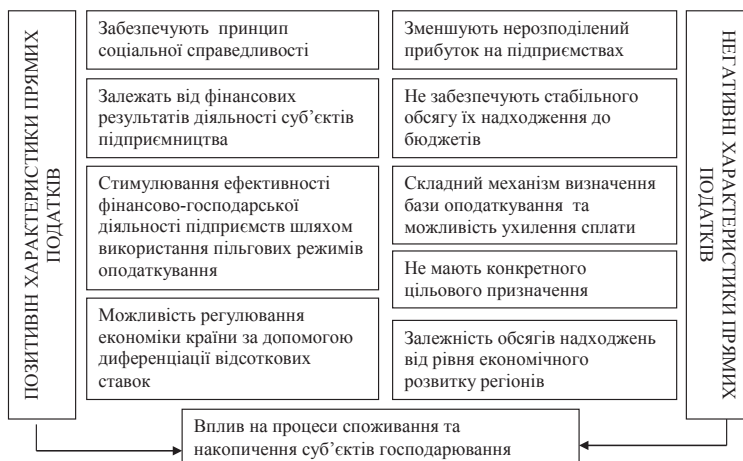 ПОЗИТИВІН ХАРАКТЕРИСТИКИ ПРЯМИХ
ПОДАТКІВ
Забезпечують принцип
соціальної справедливості
Залежать від фінансових
результатів діяльності суб’єктів
підприємництва
Стимулювання ефективності
фінансово-господарської
діяльності підприємств шляхом
використання пільгових режимів
оподаткування
Можливість регулювання
економіки країни за допомогою
диференціації відсоткових
ставок
Зменшують нерозподілений
прибуток на підприємствах
Не забезпечують стабільного
обсягу їх надходження до
бюджетів
Складний механізм визначення
бази оподаткування та
можливість ухилення сплати
Не мають конкретного
цільового призначення
Залежність обсягів надходжень
від рівня економічного
розвитку регіонів
НЕГАТИВНІ ХАРАКТЕРИСТИКИ ПРЯМИХ
ПОДАТКІВ
Вплив на процеси споживання та
накопичення суб’єктів господарювання